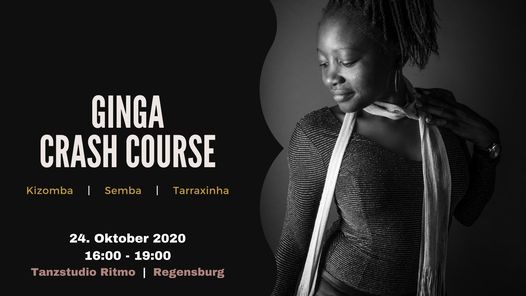 GINGA
CRASH COURSE
Kizomba | Semba | Tarraxinha
24. Oktober 2020
16:00 - 19:00
Tanzstudio Ritmo | Regensburg